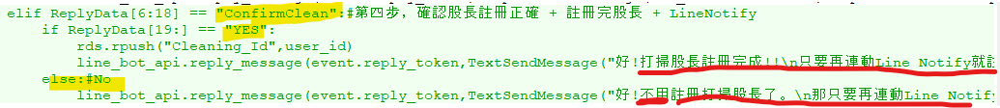 elif ReplyData[6:18] == "ConfirmClean":#第四步，確認股長註冊正確 + 註冊完股長 + LineNotify
if ReplyData[19:] == "YES":
rds.rpush("Cleaning_Id",user_id)
line_bot_api.reply_message(event.reply_token,TextSendMessage("好!打掃股長註冊完成!!\n只要再連動Line Notify就
else:#No
line_bot_api.reply_message(event.reply_token,TextSendMessage("好!不用註冊打掃股長了。\n那只要再連動Line Notif